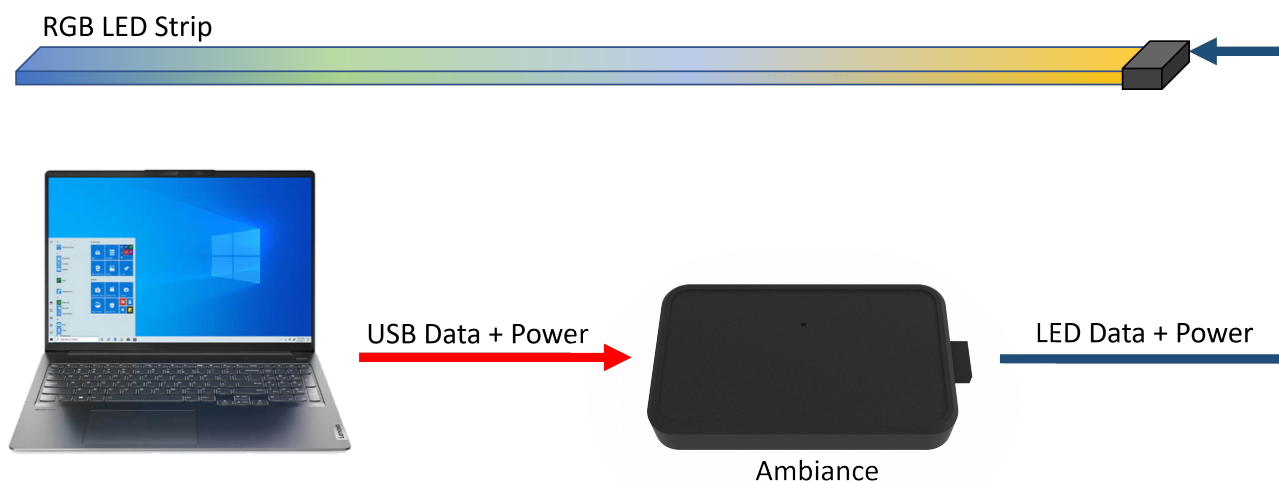 RGB LED Strip
USB Data + Power
LED Data + Power
Ambiance